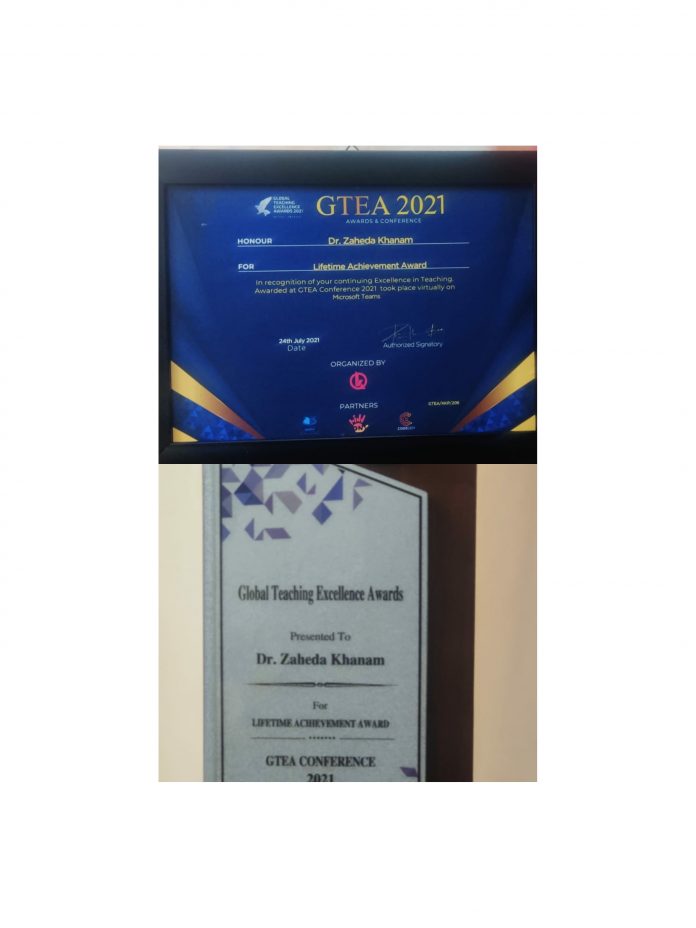 GLOBAL
TEACHING
EXCELLENCE
AWARDS 2021
GTEA 2021
AWARDS & CONFERENCE
HONOUR Dr. Zaheda Khanam
FOR Lifetime Achievement Award
In recognition of your continuing Excellence in Teaching.
Awarded at GTEA Conference 2021 took place virtually on
Microsoft Teams
24th July 2021
Date
Authorized Signetory
ORGANIZED BY
PARTNERS
Global Teaching Excellence Awards
Presented To
Dr. Zaheda Khanam
For
LIFETIME ACHIEVEMENT AWARD
GTEA CONFERENCE
2021